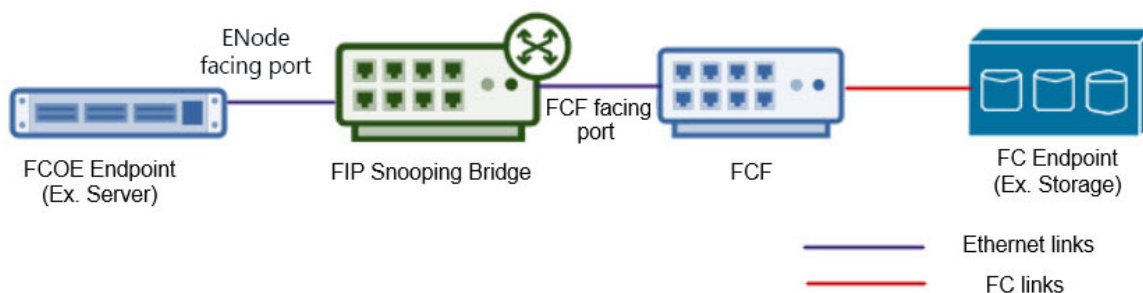 ENode
facing port
FCF facing
port
FCOE Endpoint
(Ex. Server)
FIP Snooping Bridge
FCF
FC Endpoint
(Ex. Storage)
Ethernet links
FC links